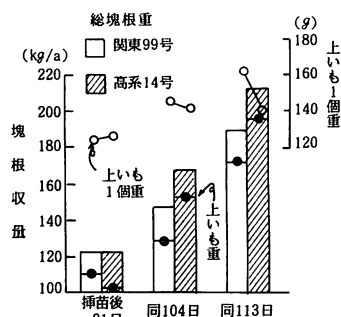 総塊根重
関東99号
高系14号
(kg/a)
220
200
180
160
140
120
100
塊根収量
(g)
180
160
140
120
上いも1個重
上いも
1個重
上いも重
挿苗後
同104日
同113日